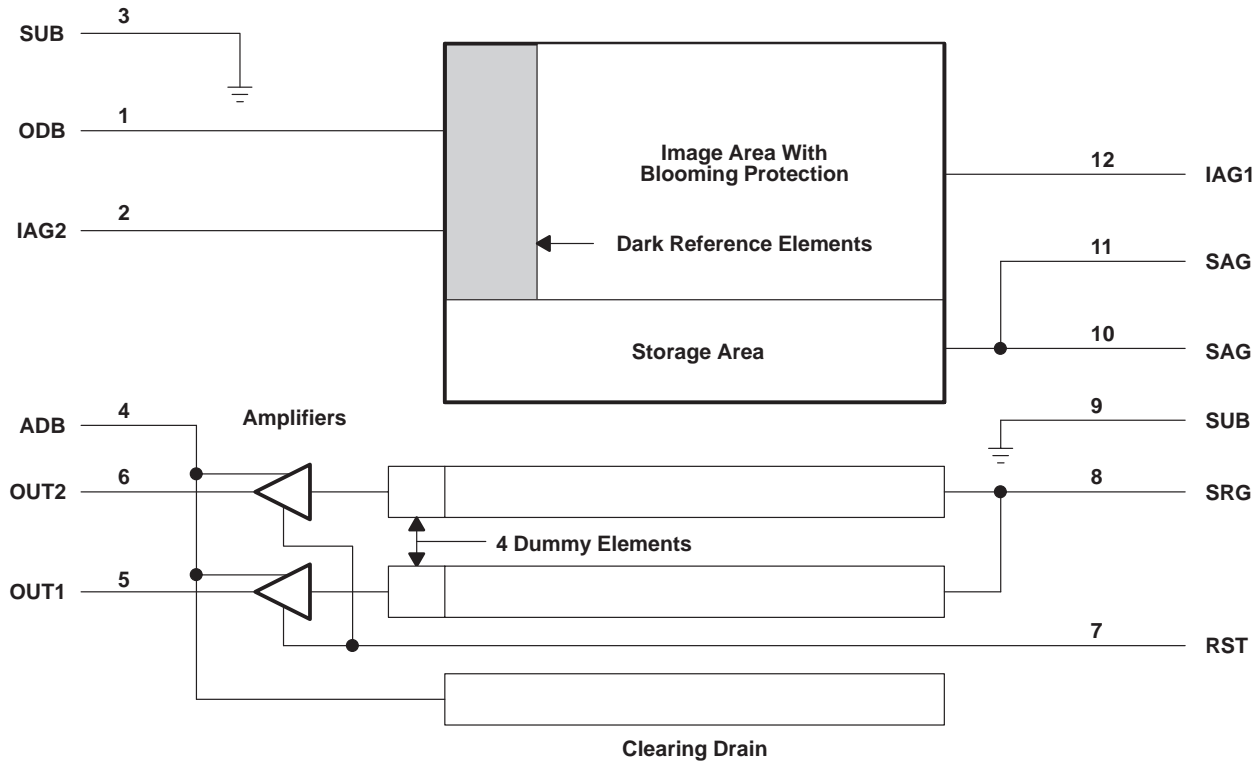 3
SUB
ODB
1
IAG2
2
Image Area With
Blooming Protection
Dark Reference Elements
Storage Area
12
IAG1
11
SAG
10
SAG
9
SUB
ADB
4
Amplifiers
OUT2
6
8
SRG
4 Dummy Elements
OUT1
5
7
RST
Clearing Drain